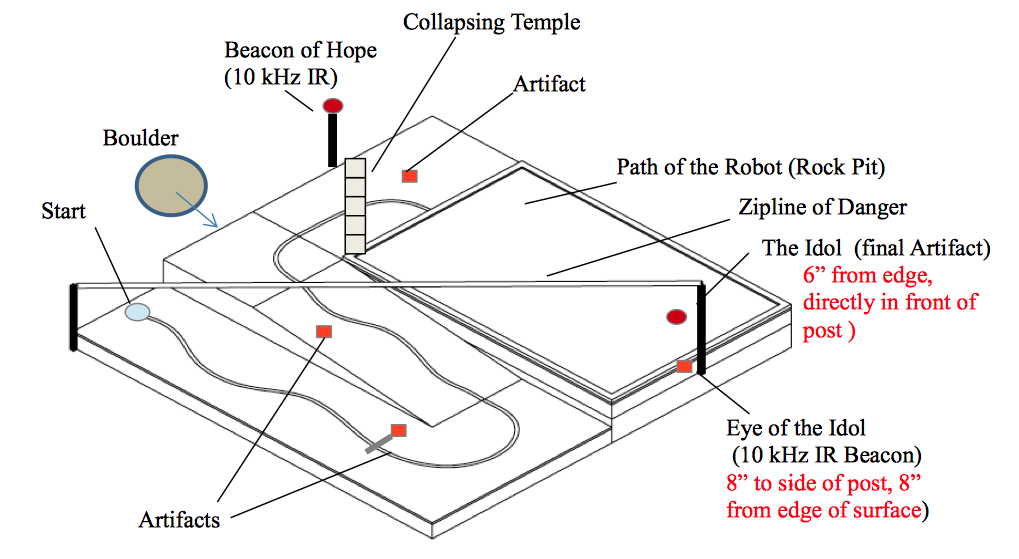 Collapsing Temple
Beacon of Hope
(10 kHz IR)
Artifact
Boulder
Path of the Robot (Rock Pit)
Start
Zipline of Danger
The Idol (final Artifact)
6” from edge,
directly in front of
post )
Eye of the Idol
(10 kHz IR Beacon)
8” to side of post, 8”
from edge of surface)
Artifacts